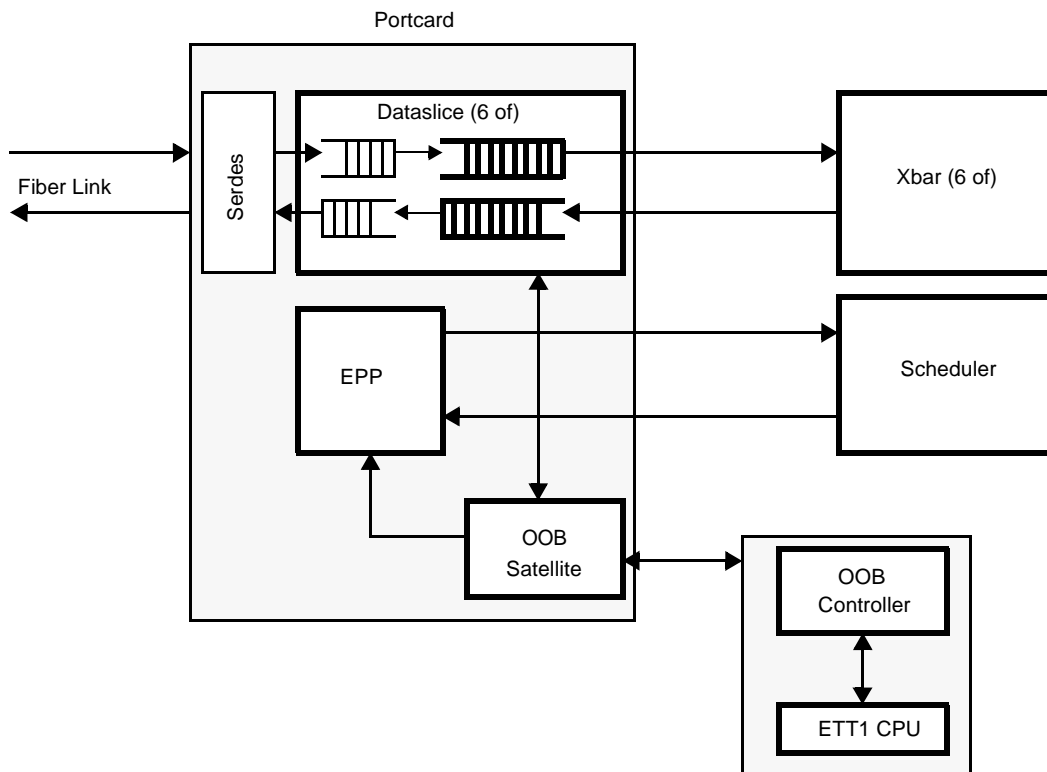 Portcard
Dataslice (6 of)
Serdes
Fiber Link
Xbar (6 of)
EPP
Scheduler
OOB
Satellite
OOB
Controller
ETT1 CPU